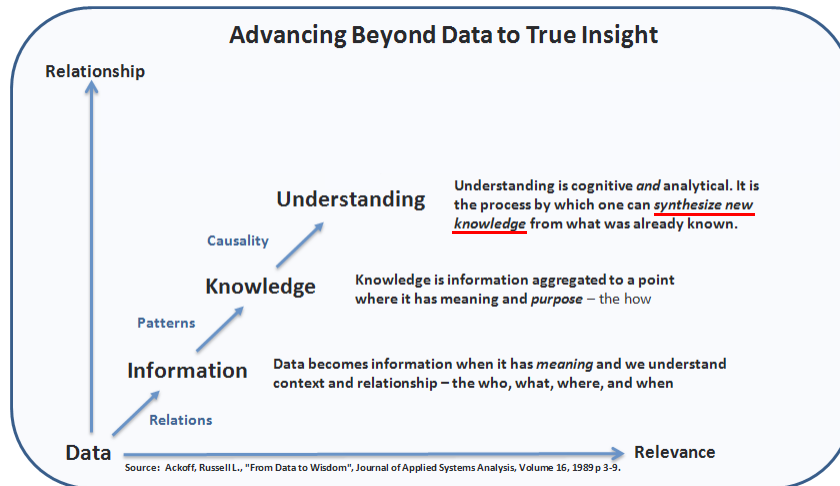 Advancing Beyond Data to True Insight
Relationship
Understanding
Understanding is cognitive and analytical. It is
the process by which one can synthesize new
knowledge from what was already known.
Causality
Knowledge
Knowledge is information aggregated to a point
where it has meaning and purpose – the how
Patterns
Information
Data becomes information when it has meaning and we understand
context and relationship – the who, what, where, and when
Relations
Data
Relevance
Source: Ackoff, Russell L., "From Data to Wisdom", Journal of Applied Systems Analysis, Volume 16, 1989 p 3-9.